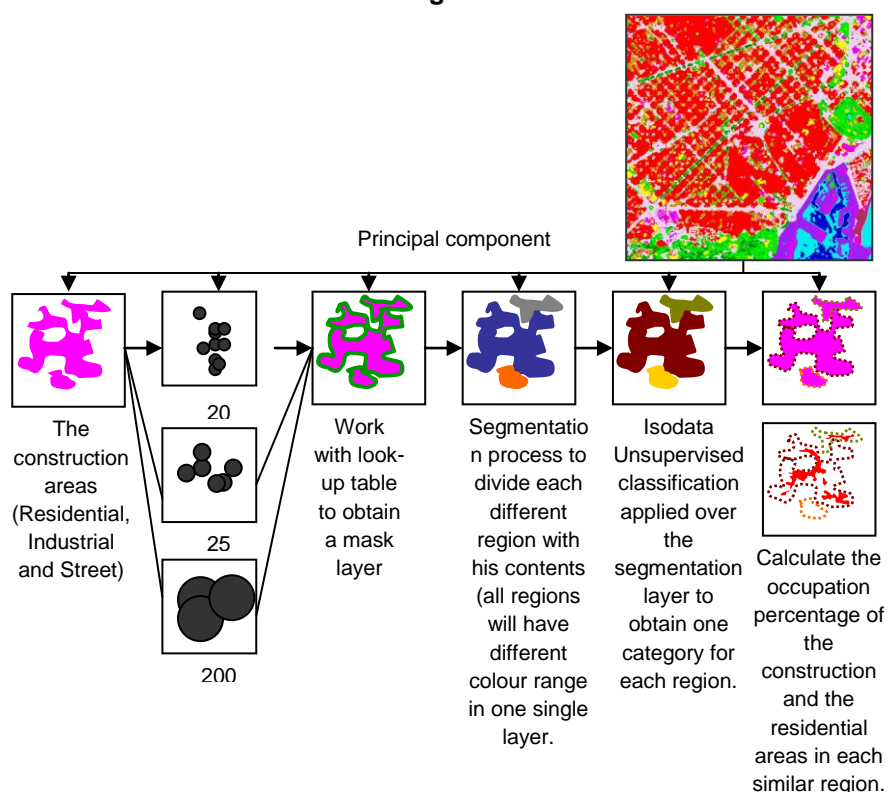 Principal component
The
construction
areas
(Residential,
Industrial
and Street)
20
25
200
Work
with look-
up table
to obtain
a mask
layer
Segmentatio
n process to
divide each
different
region with
his contents
(all regions
will have
different
colour range
in one single
layer.
Isodata
Unsupervised
classification
applied over
the
segmentation
layer to
obtain one
category for
each region.
Calculate the
occupation
percentage of
the
construction
and the
residential
areas in each
similar region.